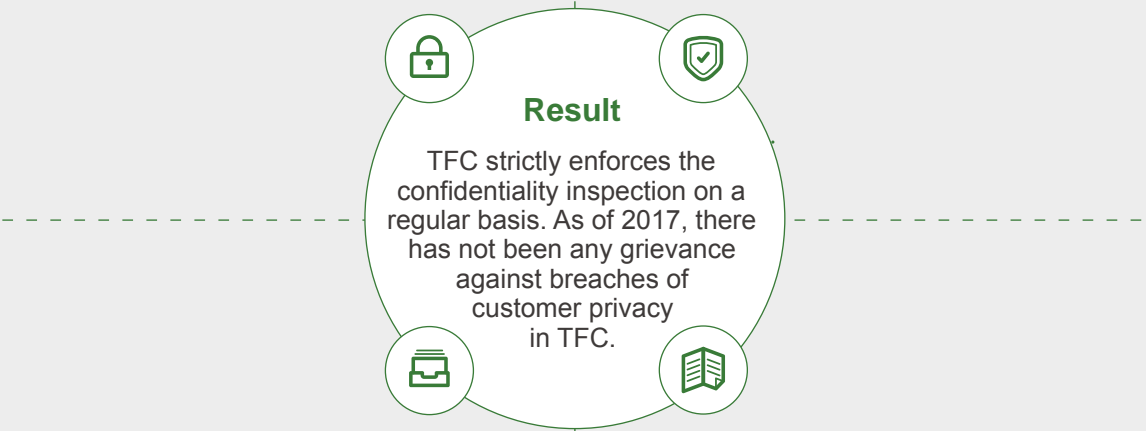 Result
TFC strictly enforces the
confidentiality inspection on a
regular basis. As of 2017, there
has not been any grievance
against breaches of
customer privacy
in TFC.